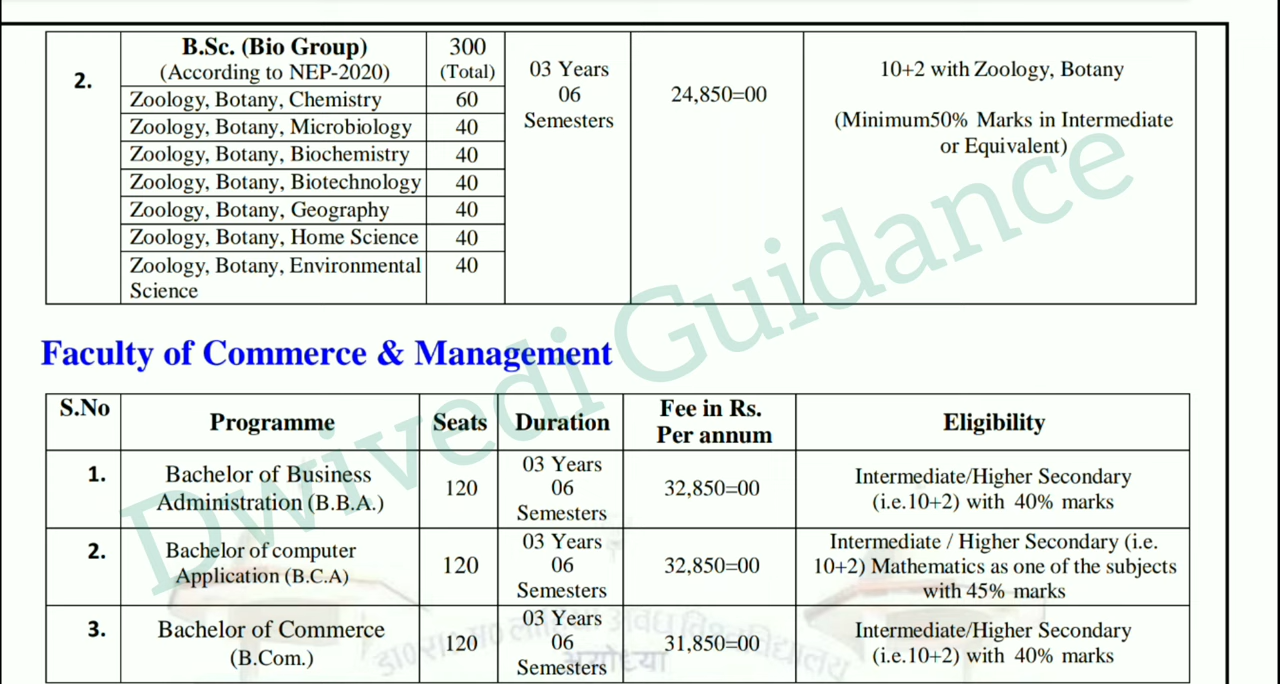 2.
B.Sc. (Bio Group)
(According to NEP-2020)
300
(Total)
Zoology, Botany, Chemistry 60
Zoology, Botany, Microbiology 40
Zoology, Botany, Biochemistry 40
Zoology, Botany, Biotechnology 40
Zoology, Botany, Geography 40
Zoology, Botany, Home Science 40
Zoology, Botany, Environmental 40
Science
03 Years
06
Semesters
24,850=00
10+2 with Zoology, Botany
(Minimum50% Marks in Intermediate
or Equivalent)
Dwivedi Guidance
Faculty of Commerce & Management
S.No
Programme
Seats
Duration
Fee in Rs.
Per annum
Eligibility
1.
Bachelor of Business
Administration (B.B.A.)
120
03 Years
06
Semesters
32,850=00
Intermediate/Higher Secondary
(i.e.10+2) with 40% marks
2.
Bachelor of computer
Application (B.C.A)
120
03 Years
06
Semesters
32,850=00
Intermediate / Higher Secondary (i.e.
10+2) Mathematics as one of the subjects
with 45% marks
3.
Bachelor of Commerce
(B.Com.)
120
03 Years
06
Semesters
31,850=00
Intermediate/Higher Secondary
(i.e.10+2) with 40% marks
अवध विश्वविद्यालय
अयोध्या